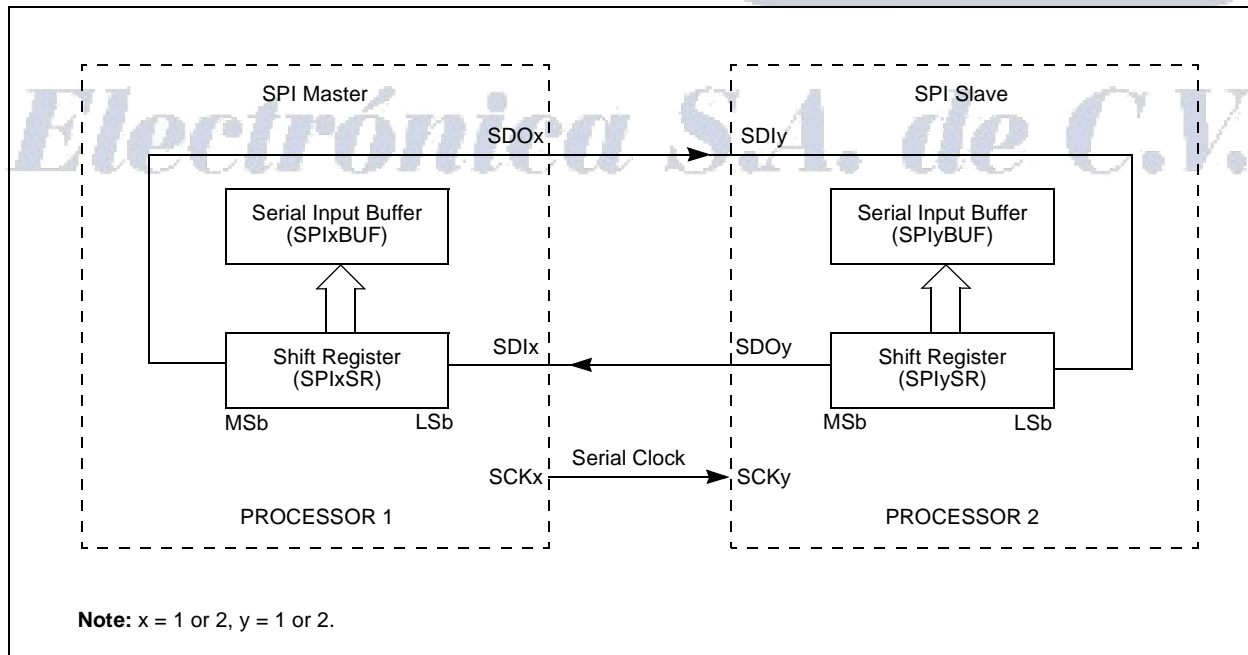 Electrónica S.A. de C.V.
SPI Master
SPI Slave
SDOx
SDIy
Serial Input Buffer
(SPIxBUF)
Serial Input Buffer
(SPIyBUF)
SDIx
SDOy
Shift Register
(SPIxSR)
Shift Register
(SPIySR)
MSb
LSb
MSb
LSb
Serial Clock
SCKx
SCKy
PROCESSOR 1
PROCESSOR 2
Note: x = 1 or 2, y = 1 or 2.